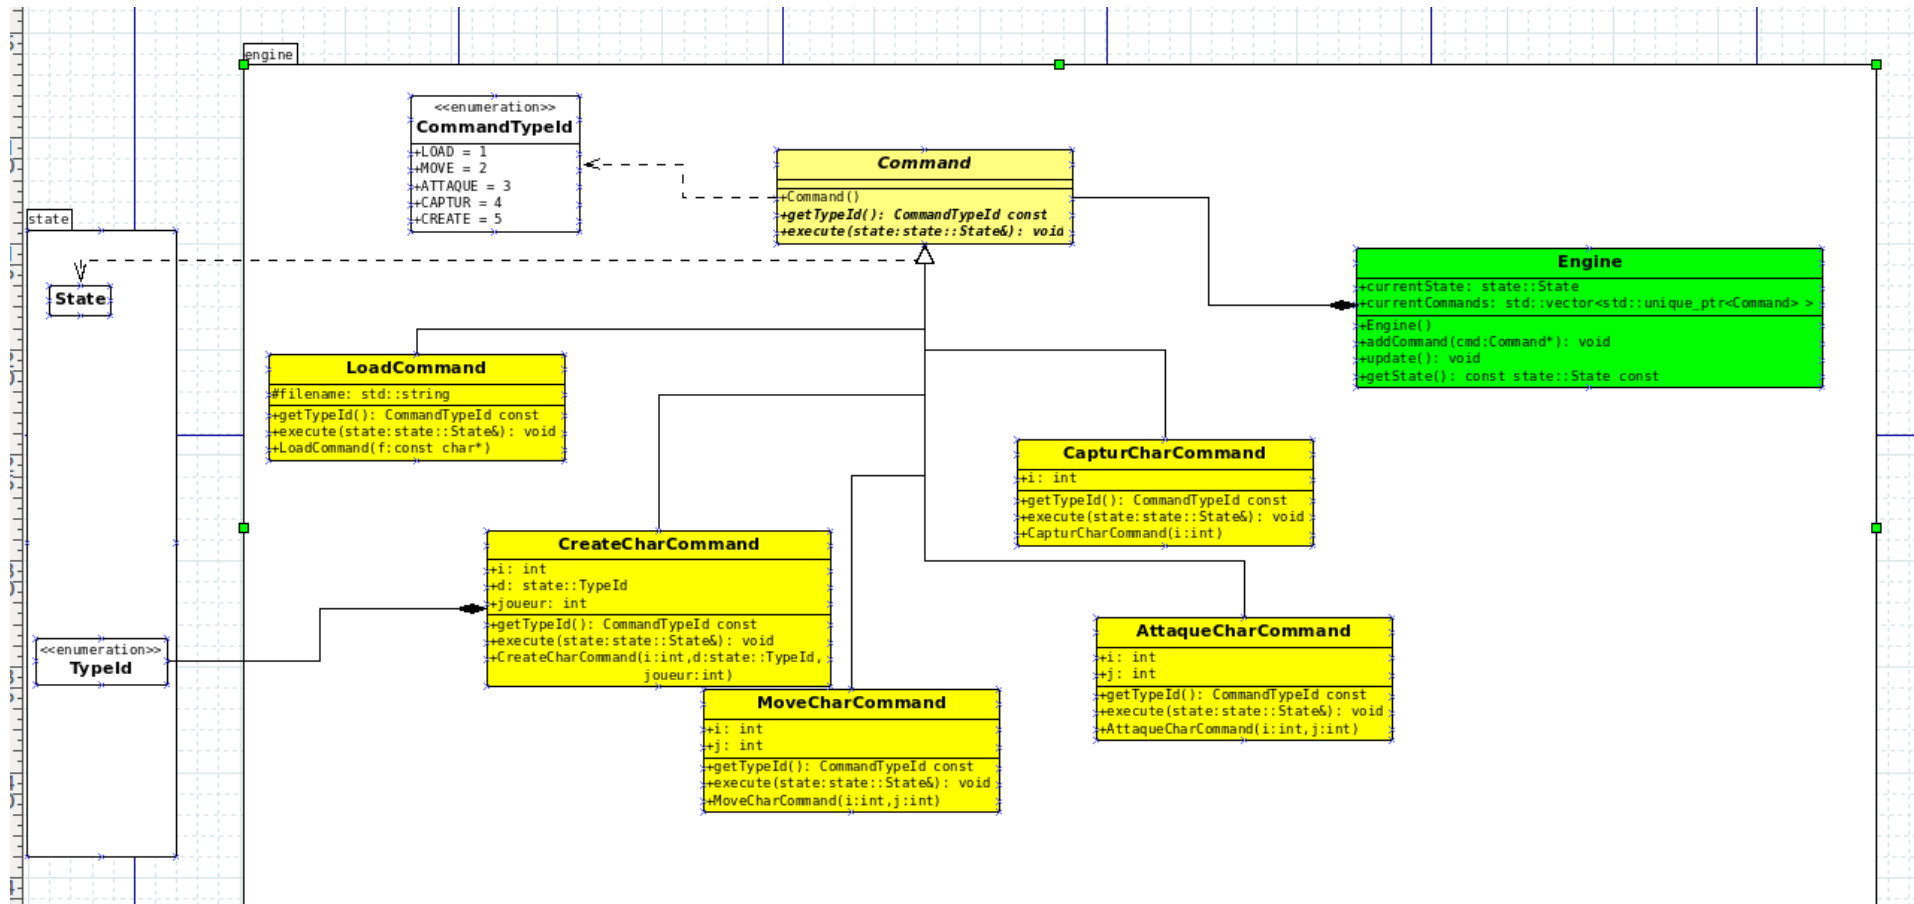 engine
<<enumeration>>
CommandTypeId
+LOAD = 1
+MOVE = 2
+ATTAQUE = 3
+CAPTUR = 4
+CREATE = 5
Command
+Command()
+getTypeId(): CommandTypeId const
+execute(state:state::State&): void
state
State
Engine
+currentState: state::State
+currentCommands: std::vector<std::unique_ptr<Command> >
+Engine()
+addCommand(cmd:Command*): void
+update(): void
+getState(): const state::State const
LoadCommand
#filename: std::string
+getTypeId(): CommandTypeId const
+execute(state:state::State&): void
+LoadCommand(f:const char*)
CapturCharCommand
+i: int
+getTypeId(): CommandTypeId const
+execute(state:state::State&): void
+CapturCharCommand(i:int)
CreateCharCommand
+i: int
+d: state::TypeId
+joueur: int
+getTypeId(): CommandTypeId const
+execute(state:state::State&): void
+CreateCharCommand(i:int,d:state::TypeId,
joueur:int)
<<enumeration>>
TypeId
AttaqueCharCommand
+i: int
+j: int
+getTypeId(): CommandTypeId const
+execute(state:state::State&): void
+AttaqueCharCommand(i:int,j:int)
MoveCharCommand
+i: int
+j: int
+getTypeId(): CommandTypeId const
+execute(state:state::State&): void
+MoveCharCommand(i:int,j:int)